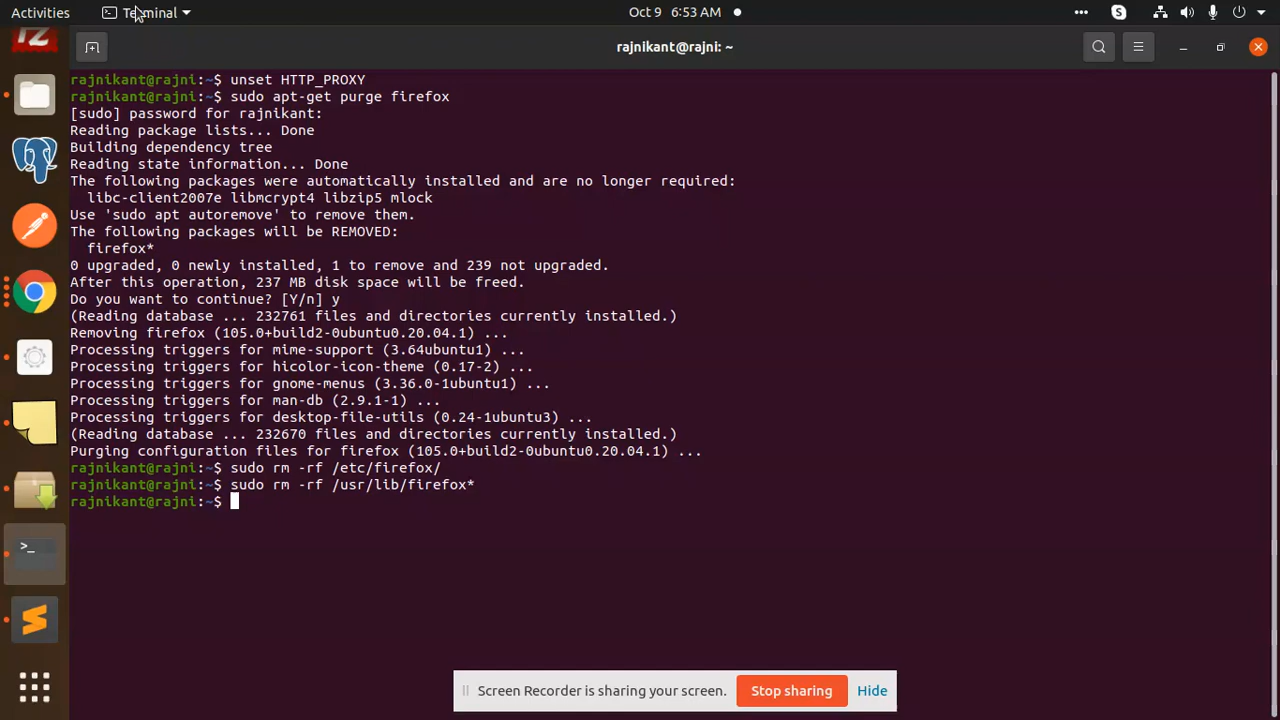 Activities
Terminal
Oct 9 6:53 AM
rajnikant@rajni: ~
rajnikant@rajni:~$ unset HTTP_PROXY
rajnikant@rajni:~$ sudo apt-get purge firefox
[sudo] password for rajnikant:
Reading package lists... Done
Building dependency tree
Reading state information... Done
The following packages were automatically installed and are no longer required:
  libc-client2007e libmcrypt4 libzip5 mlock
Use 'sudo apt autoremove' to remove them.
The following packages will be REMOVED:
  firefox*
0 upgraded, 0 newly installed, 1 to remove and 239 not upgraded.
After this operation, 237 MB disk space will be freed.
Do you want to continue? [Y/n] y
(Reading database ... 232761 files and directories currently installed.)
Removing firefox (105.0+build2-0ubuntu0.20.04.1) ...
Processing triggers for mime-support (3.64ubuntu1) ...
Processing triggers for hicolor-icon-theme (0.17-2) ...
Processing triggers for gnome-menus (3.36.0-1ubuntu1) ...
Processing triggers for man-db (2.9.1-1) ...
Processing triggers for desktop-file-utils (0.24-1ubuntu3) ...
(Reading database ... 232670 files and directories currently installed.)
Purging configuration files for firefox (105.0+build2-0ubuntu0.20.04.1) ...
rajnikant@rajni:~$ sudo rm -rf /etc/firefox/
rajnikant@rajni:~$ sudo rm -rf /usr/lib/firefox*
rajnikant@rajni:~$
Screen Recorder is sharing your screen. Stop sharing Hide